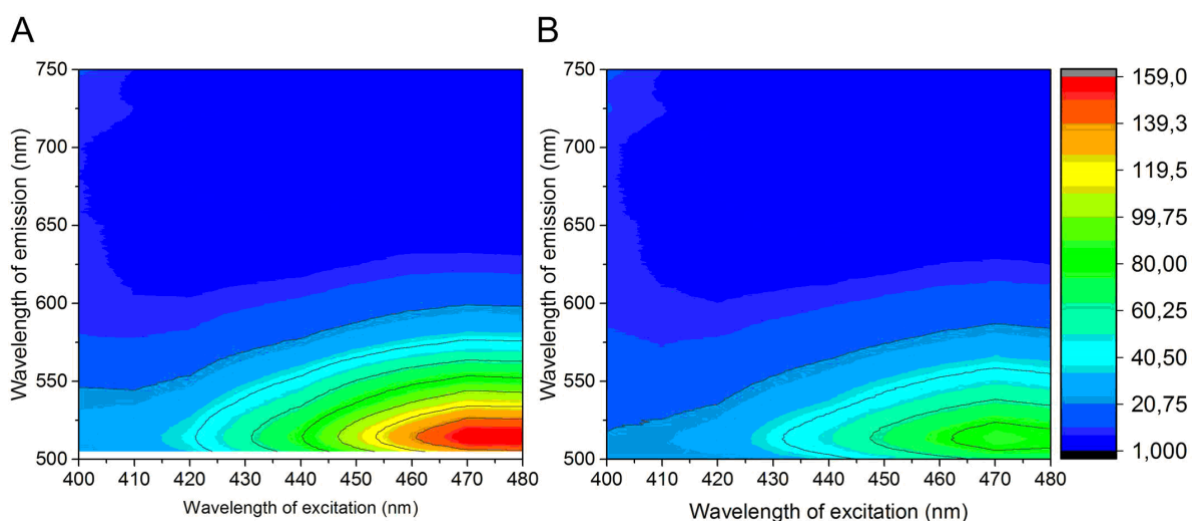 A
B
750
700
650
600
550
500
Wavelength of emission (nm)
400 410 420 430 440 450 460 470 480
Wavelength of excitation (nm)
750
700
650
600
550
500
Wavelength of emission (nm)
400 410 420 430 440 450 460 470 480
Wavelength of excitation (nm)
159,0
139,3
119,5
99,75
80,00
60,25
40,50
20,75
1,000